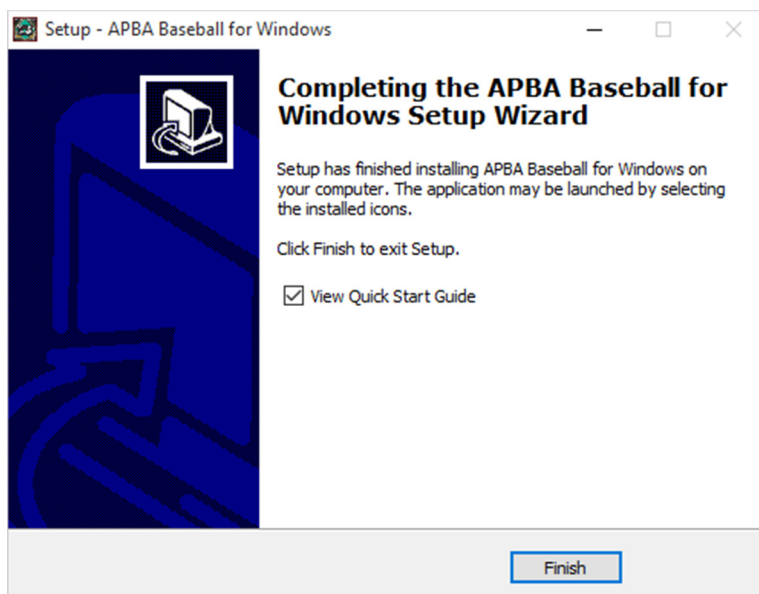 Setup - APBA Baseball for Windows
Completing the APBA Baseball for
Windows Setup Wizard
Setup has finished installing APBA Baseball for Windows on
your computer. The application may be launched by selecting
the installed icons.
Click Finish to exit Setup.
View Quick Start Guide
Finish